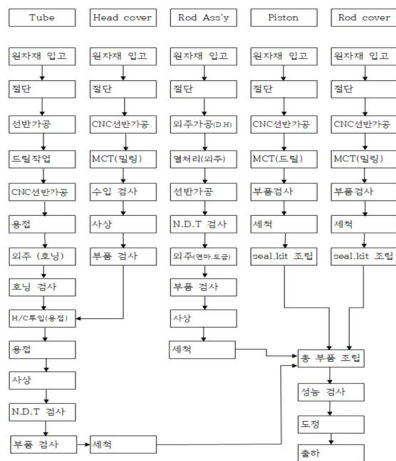 Tube
Head cover
Rod Ass'y
Piston
Rod cover
원자재 입고
원자재 입고
원자재 입고
원자재 입고
원자재 입고
절단
절단
절단
절단
절단
선반가공
CNC선반가공
외주가공(D.H)
CNC선반가공
CNC선반가공
드릴작업
MCT(밀링)
열처리(외주)
MCT(드릴)
MCT(밀링)
CNC선반가공
수입 검사
선반가공
부품검사
부품검사
용접
사상
N.D.T 검사
세척
세척
외주 (호닝)
부품 검사
외주(연마,도금)
seal,kit 조립
seal,kit 조립
호닝 검사
부품 검사
H/C투입(용접)
사상
용접
세척
총 부품 조립
사상
성능 검사
N.D.T 검사
도정
부품 검사
세척
출하